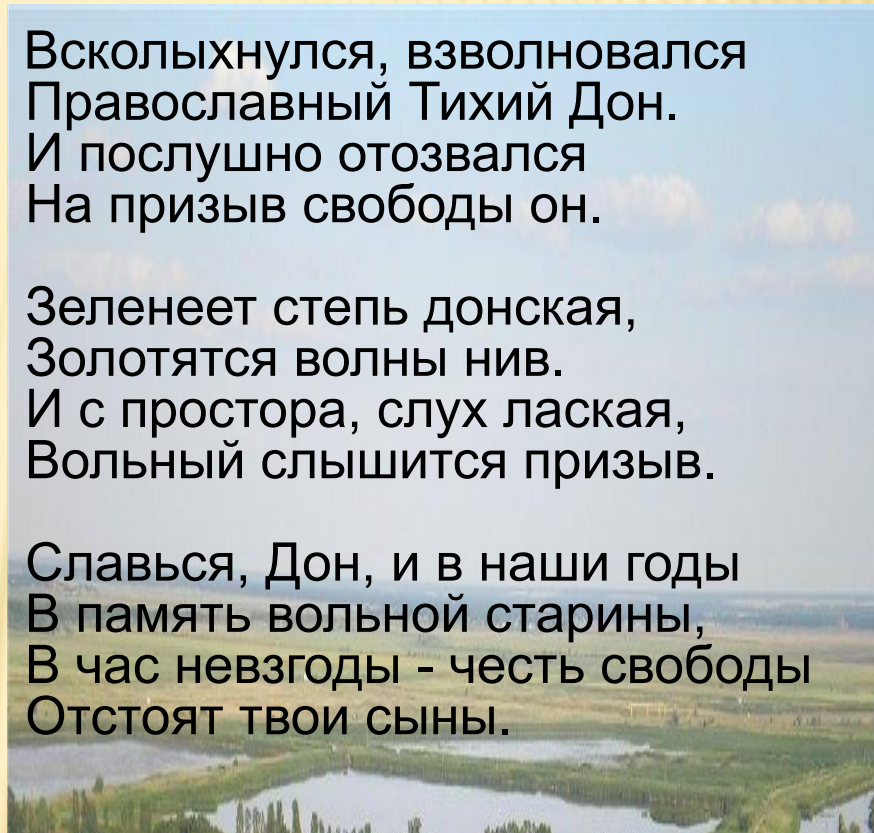 Всколыхнулся, взволновался
Православный Тихий Дон.
И послушно отозвался
На призыв свободы он.

Зеленеет степь донская,
Золотятся волны нив.
И с простора, слух лаская,
Вольный слышится призыв.

Славься, Дон, и в наши годы
В память вольной старины,
В час невзгоды - честь свободы
Отстоят твои сыны.